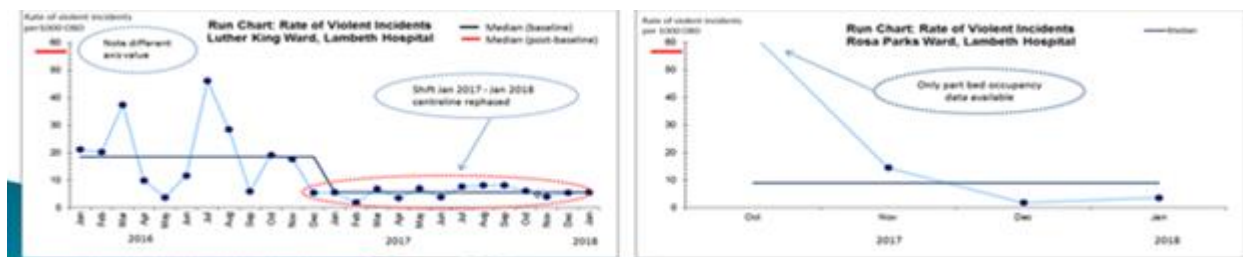 Rate of violent incidents
per 1000 OBD
Run Chart: Rate of Violent Incidents
Luther King Ward, Lambeth Hospital
Median (baseline)
Median (post-baseline)
Note different
axis value
Shift Jan 2017 - Jan 2018
centreline rephased
60
50
40
30
20
10
0
Jan Feb Mar Apr May Jun Jul Aug Sep Oct Nov Dec Jan Feb Mar Apr May Jun Jul Aug Sep Oct Nov Dec Jan
2016 2017 2018
Rate of violent incidents
per 1000 OBD
Run Chart: Rate of Violent Incidents
Rosa Parks Ward, Lambeth Hospital
Median
Only part bed occupancy
data available
60
50
40
30
20
10
0
Oct Nov Dec Jan
2017 2018